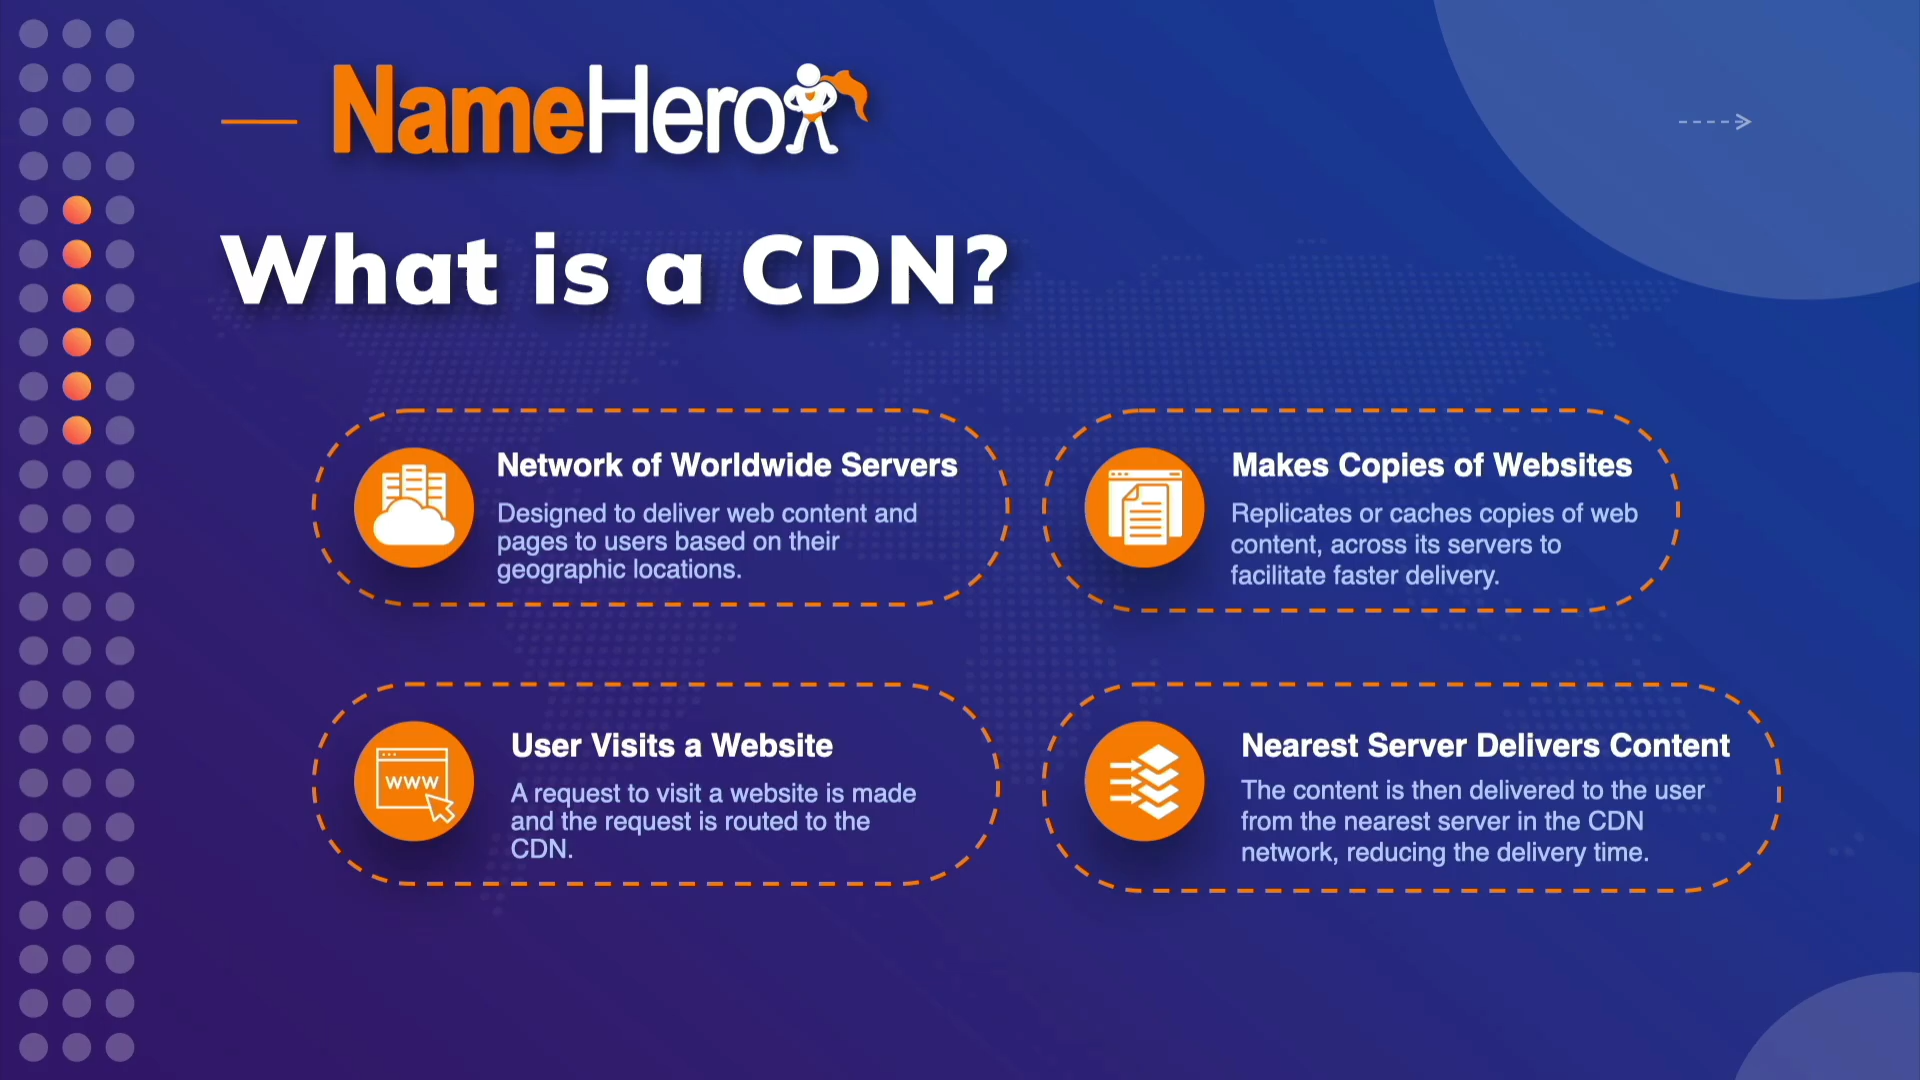 NameHero
What is a CDN?
Network of Worldwide Servers
Designed to deliver web content and
pages to users based on their
geographic locations.
Makes Copies of Websites
Replicates or caches copies of web
content, across its servers to
facilitate faster delivery.
www
User Visits a Website
A request to visit a website is made
and the request is routed to the
CDN.
Nearest Server Delivers Content
The content is then delivered to the user
from the nearest server in the CDN
network, reducing the delivery time.